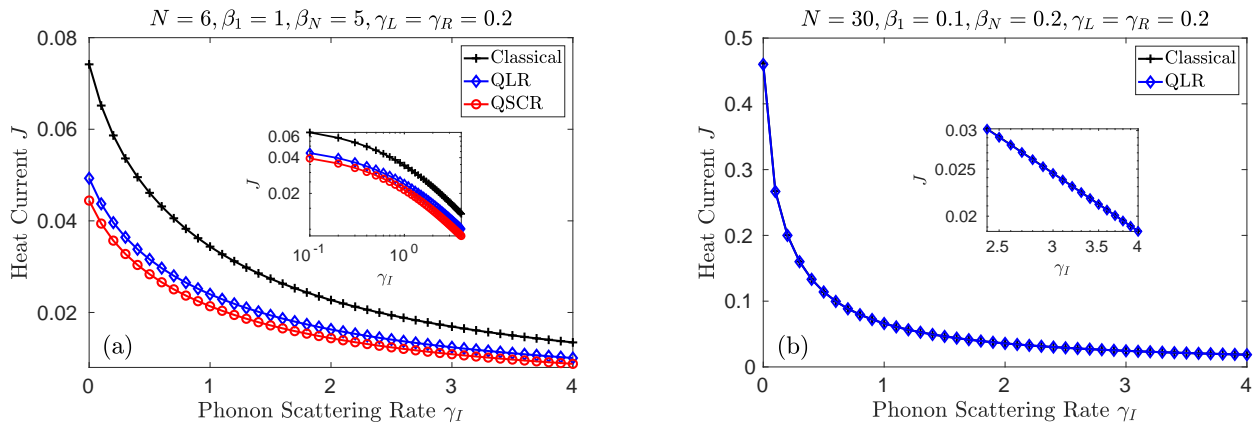 N = 6, β₁ = 1, β_N = 5, γ_L = γ_R = 0.2
Heat Current J
0.08
0.06
0.04
0.02
0
1
2
3
4
Phonon Scattering Rate γ_I
(a)
Classical
QLR
QSCR
J
0.06
0.04
0.02
10⁻¹
10⁰
γ_I
N = 30, β₁ = 0.1, β_N = 0.2, γ_L = γ_R = 0.2
Heat Current J
0.5
0.4
0.3
0.2
0.1
0
0
1
2
3
4
Phonon Scattering Rate γ_I
(b)
Classical
QLR
J
0.03
0.025
0.02
2.5
3
3.5
4
γ_I